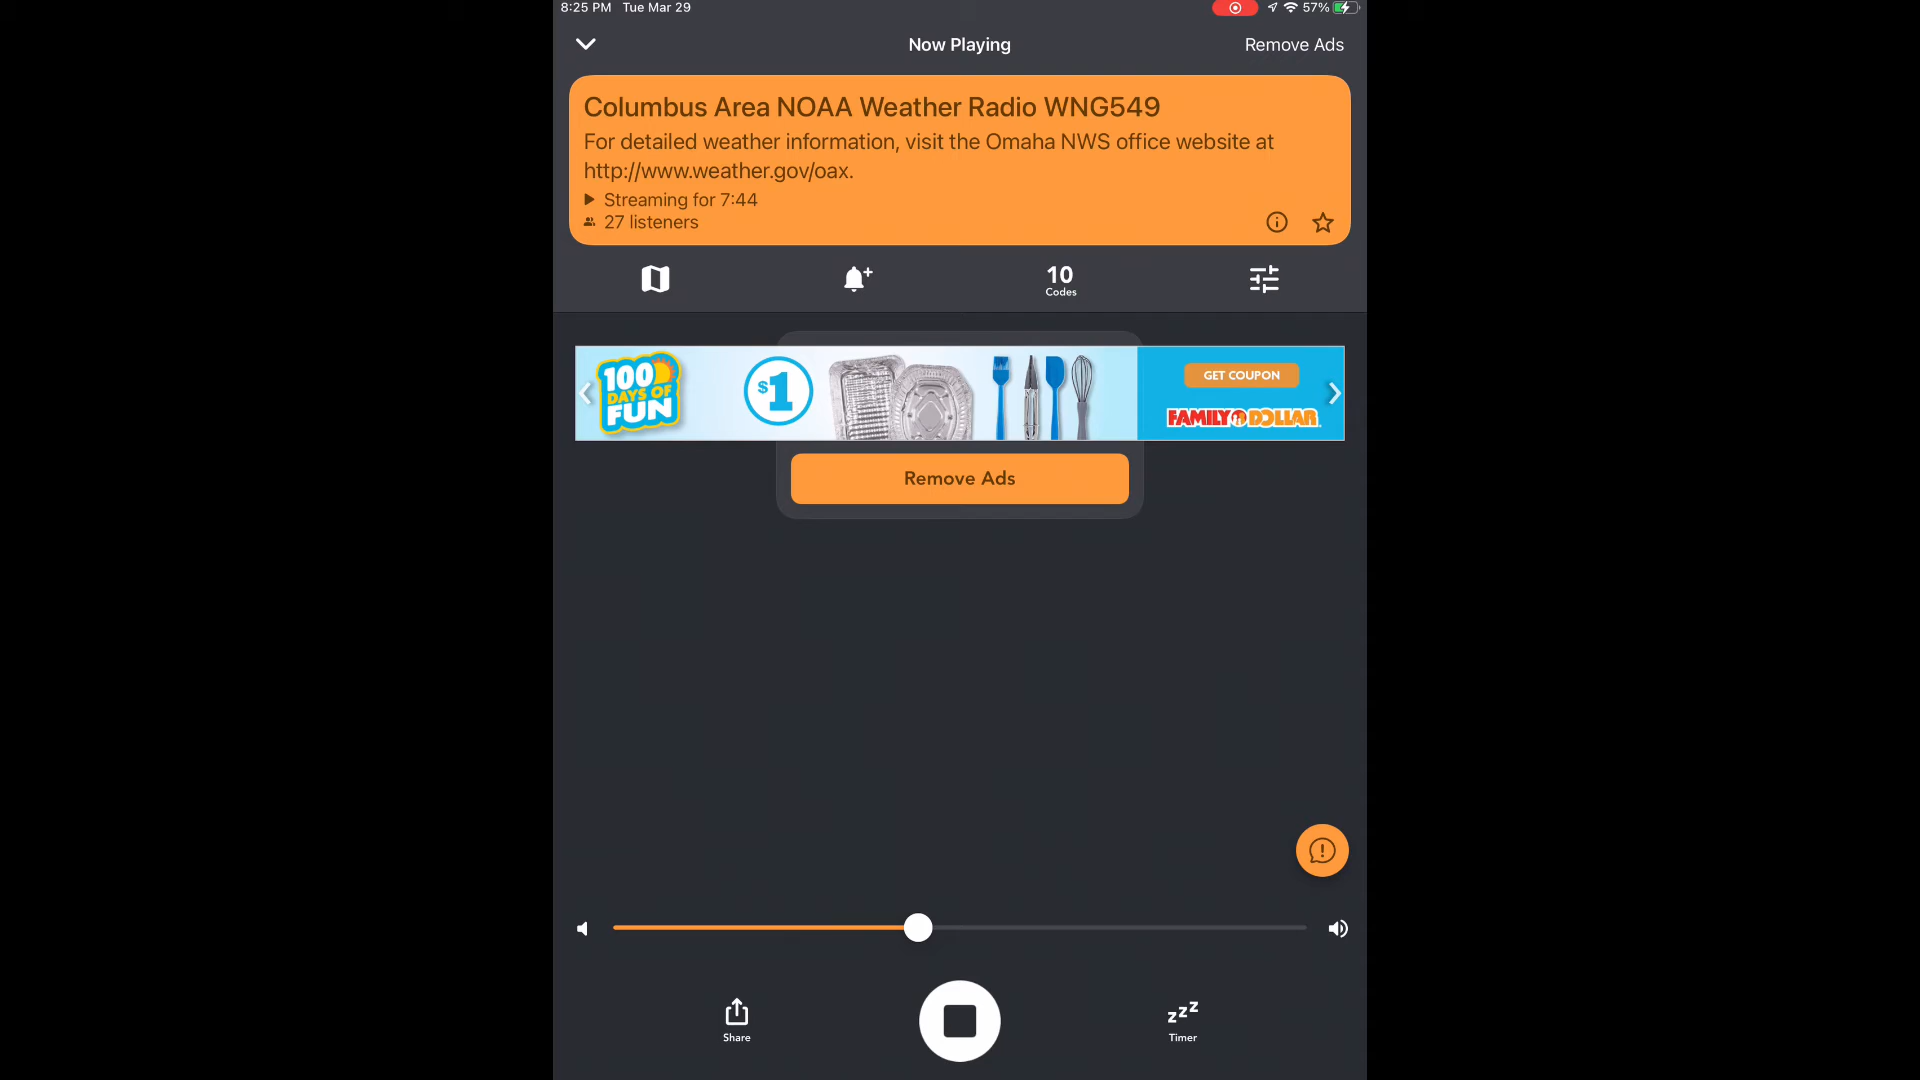 8:25 PM Tue Mar 29
57%
Now Playing
Remove Ads
Columbus Area NOAA Weather Radio WNG549
For detailed weather information, visit the Omaha NWS office website at
http://www.weather.gov/oax.
Streaming for 7:44
27 listeners
10
Codes
100
DAYS OF
FUN
$1
GET COUPON
FAMILY DOLLAR
Remove Ads
Share
zzz
Timer